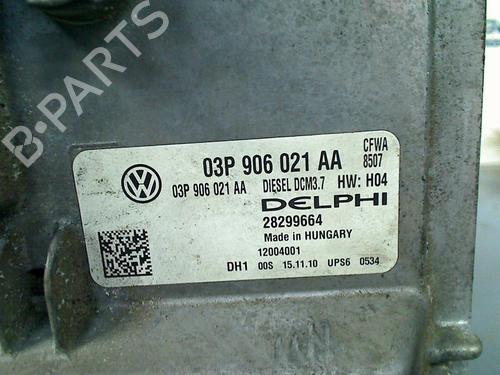 B-PARTS
03P 906 021 AA
CFWA
8507
03P 906 021 AA DIESEL DCM3.7 HW: H04
DELPHI
28299664
Made in HUNGARY
12004001
DH1 00S 15.11.10 UPS6 0534